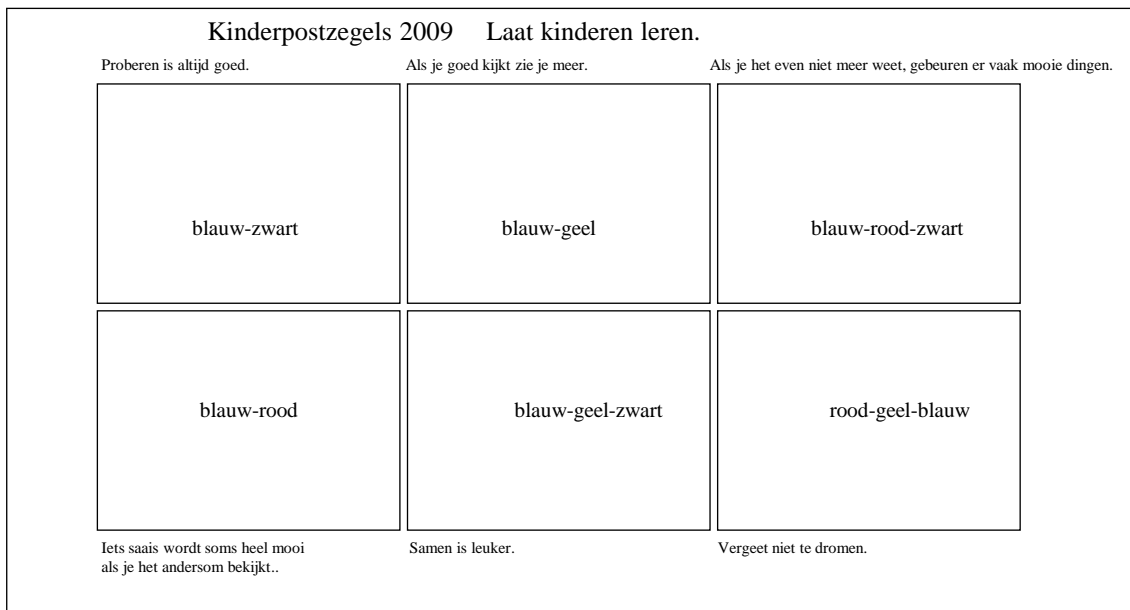 Kinderpostzegels 2009 Laat kinderen leren.
Proberen is altijd goed.
Als je goed kijkt zie je meer.
Als je het even niet meer weet, gebeuren er vaak mooie dingen.
blauw-zwart
blauw-geel
blauw-rood-zwart
blauw-rood
blauw-geel-zwart
rood-geel-blauw
Iets saais wordt soms heel mooi
als je het andersom bekijkt..
Samen is leuker.
Vergeet niet te dromen.